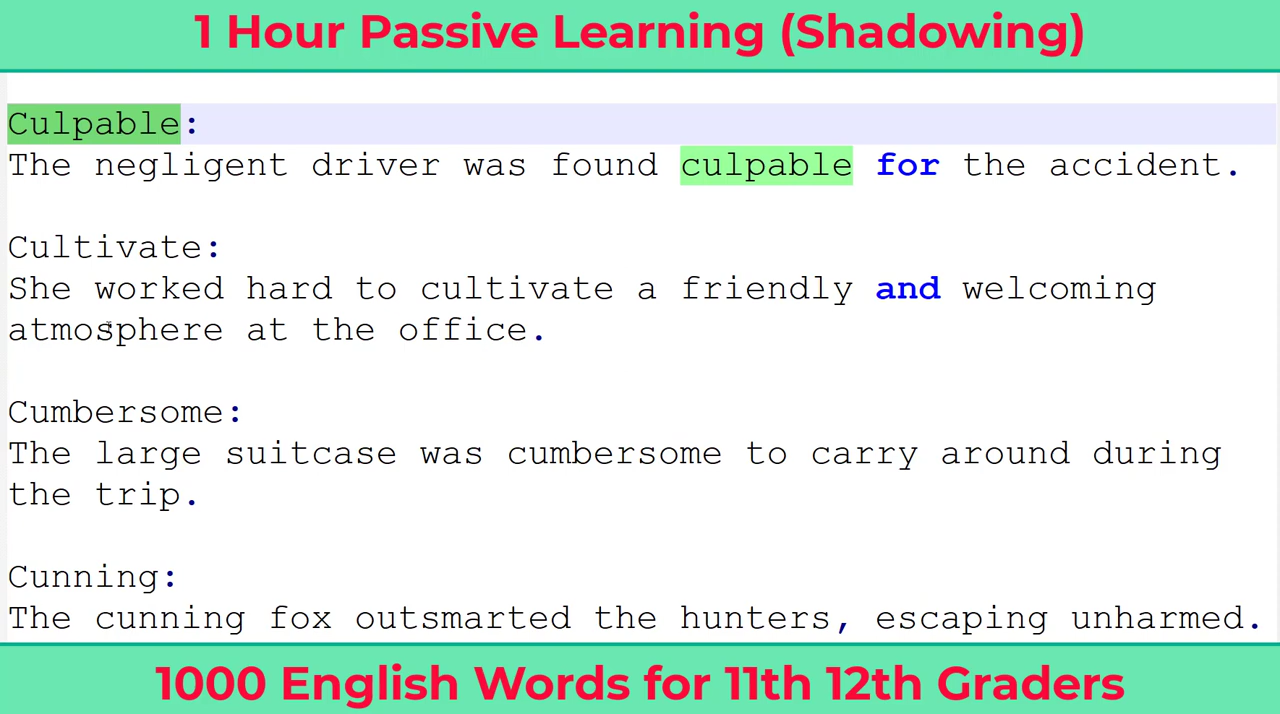 1 Hour Passive Learning (Shadowing)
Culpable:
The negligent driver was found culpable for the accident.
Cultivate:
She worked hard to cultivate a friendly and welcoming
atmosphere at the office.
Cumbersome:
The large suitcase was cumbersome to carry around during
the trip.
Cunning:
The cunning fox outsmarted the hunters, escaping unharmed.
1000 English Words for 11th 12th Graders